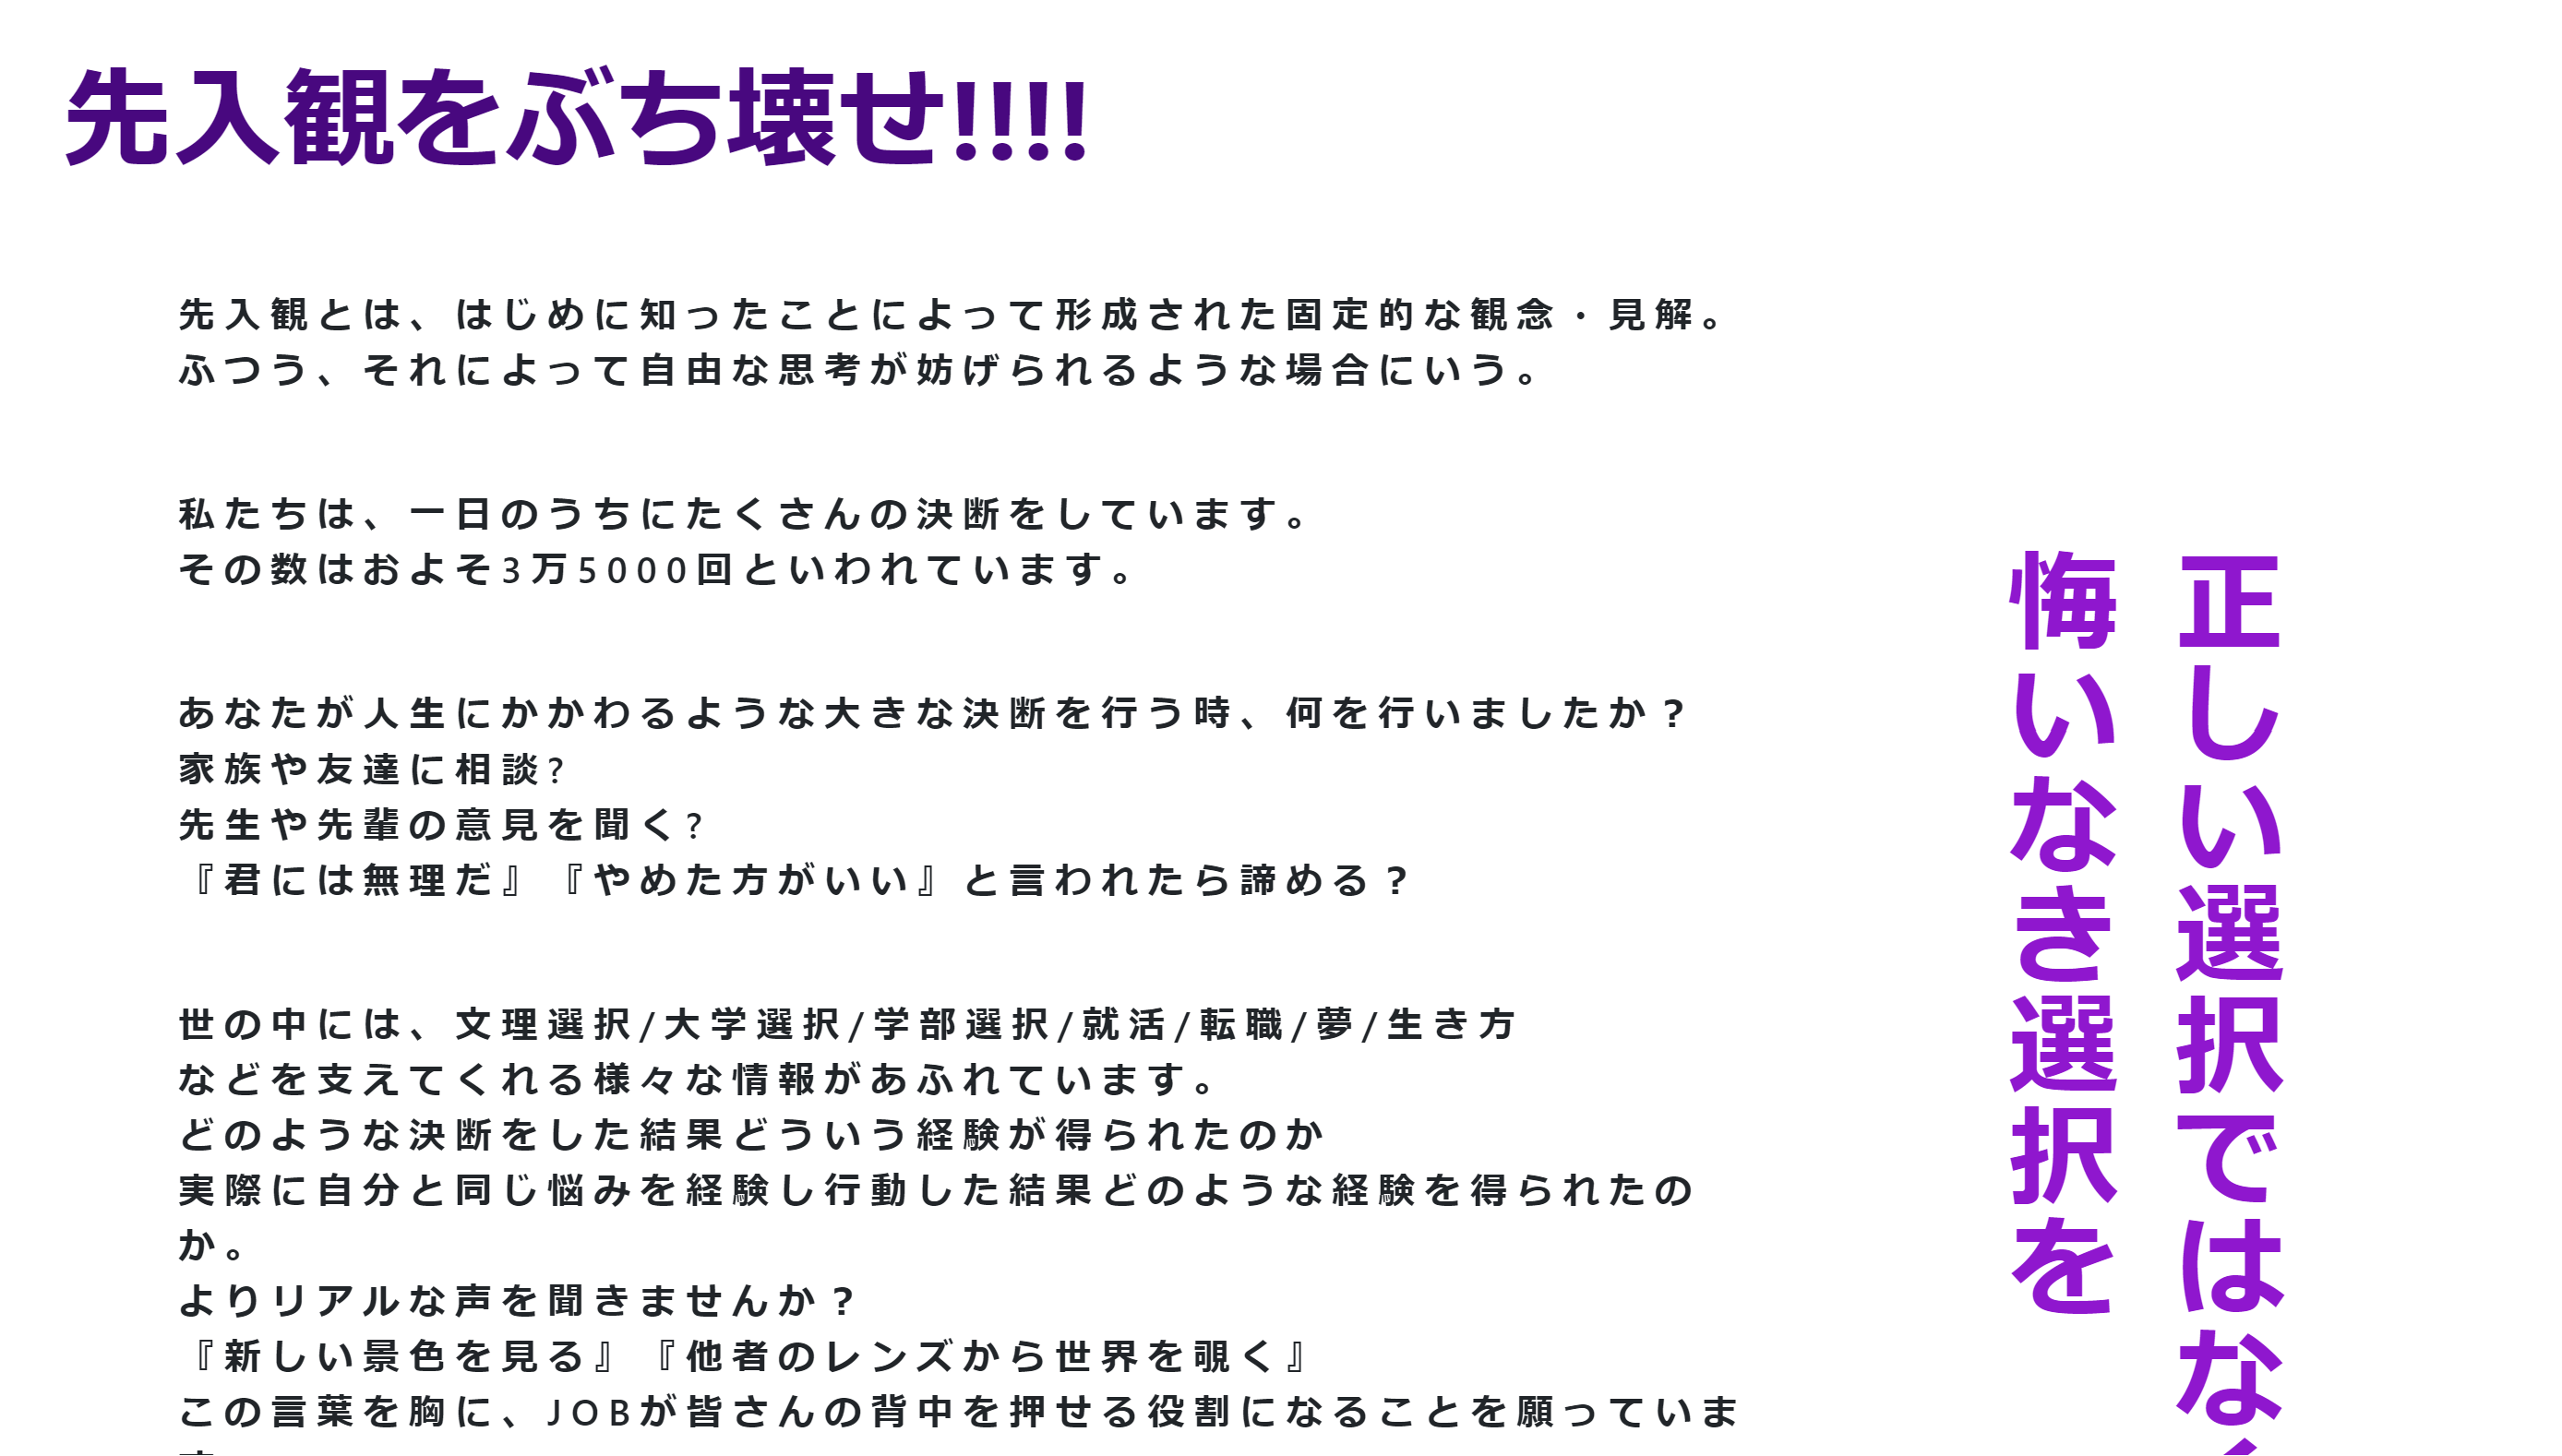 先入観をぶち壊せ!!!!
先入観とは、はじめに知ったことによって形成された固定的な観念・見解。
ふつう、それによって自由な思考が妨げられるような場合にいう。
私たちは、一日のうちにたくさんの決断をしています。
その数はおよそ3万5000回といわれています。
あなたが人生にかかわるような大きな決断を行う時、何を行いましたか？
家族や友達に相談?
先生や先輩の意見を聞く?
『君には無理だ』『やめた方がいい』と言われたら諦める？
世の中には、文理選択/大学選択/学部選択/就活/転職/夢/生き方
などを支えてくれる様々な情報があふれています。
どのような決断をした結果どういう経験が得られたのか
実際に自分と同じ悩みを経験し行動した結果どのような経験を得られたの
か。
よりリアルな声を聞きませんか？
『新しい景色を見る』『他者のレンズから世界を覗く』
この言葉を胸に、JOBが皆さんの背中を押せる役割になることを願っていま
正しい選択ではな
悔いなき選択を